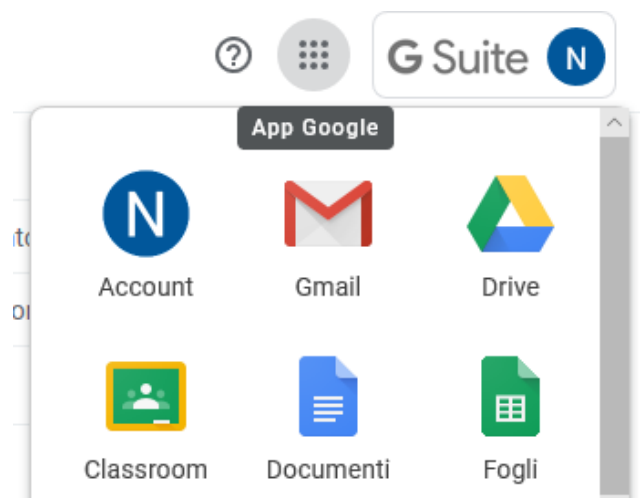 G Suite N
App Google
N
Account Gmail Drive
Classroom Documenti Fogli